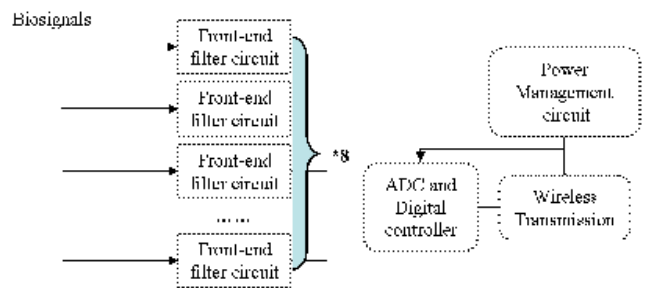 Biosignals
Front-end
filter circuit
Front-end
filter circuit
Front-end
filter circuit
......
Front-end
filter circuit
*8
Power
Management
circuit
ADC and
Digital
controller
Wireless
Transmission